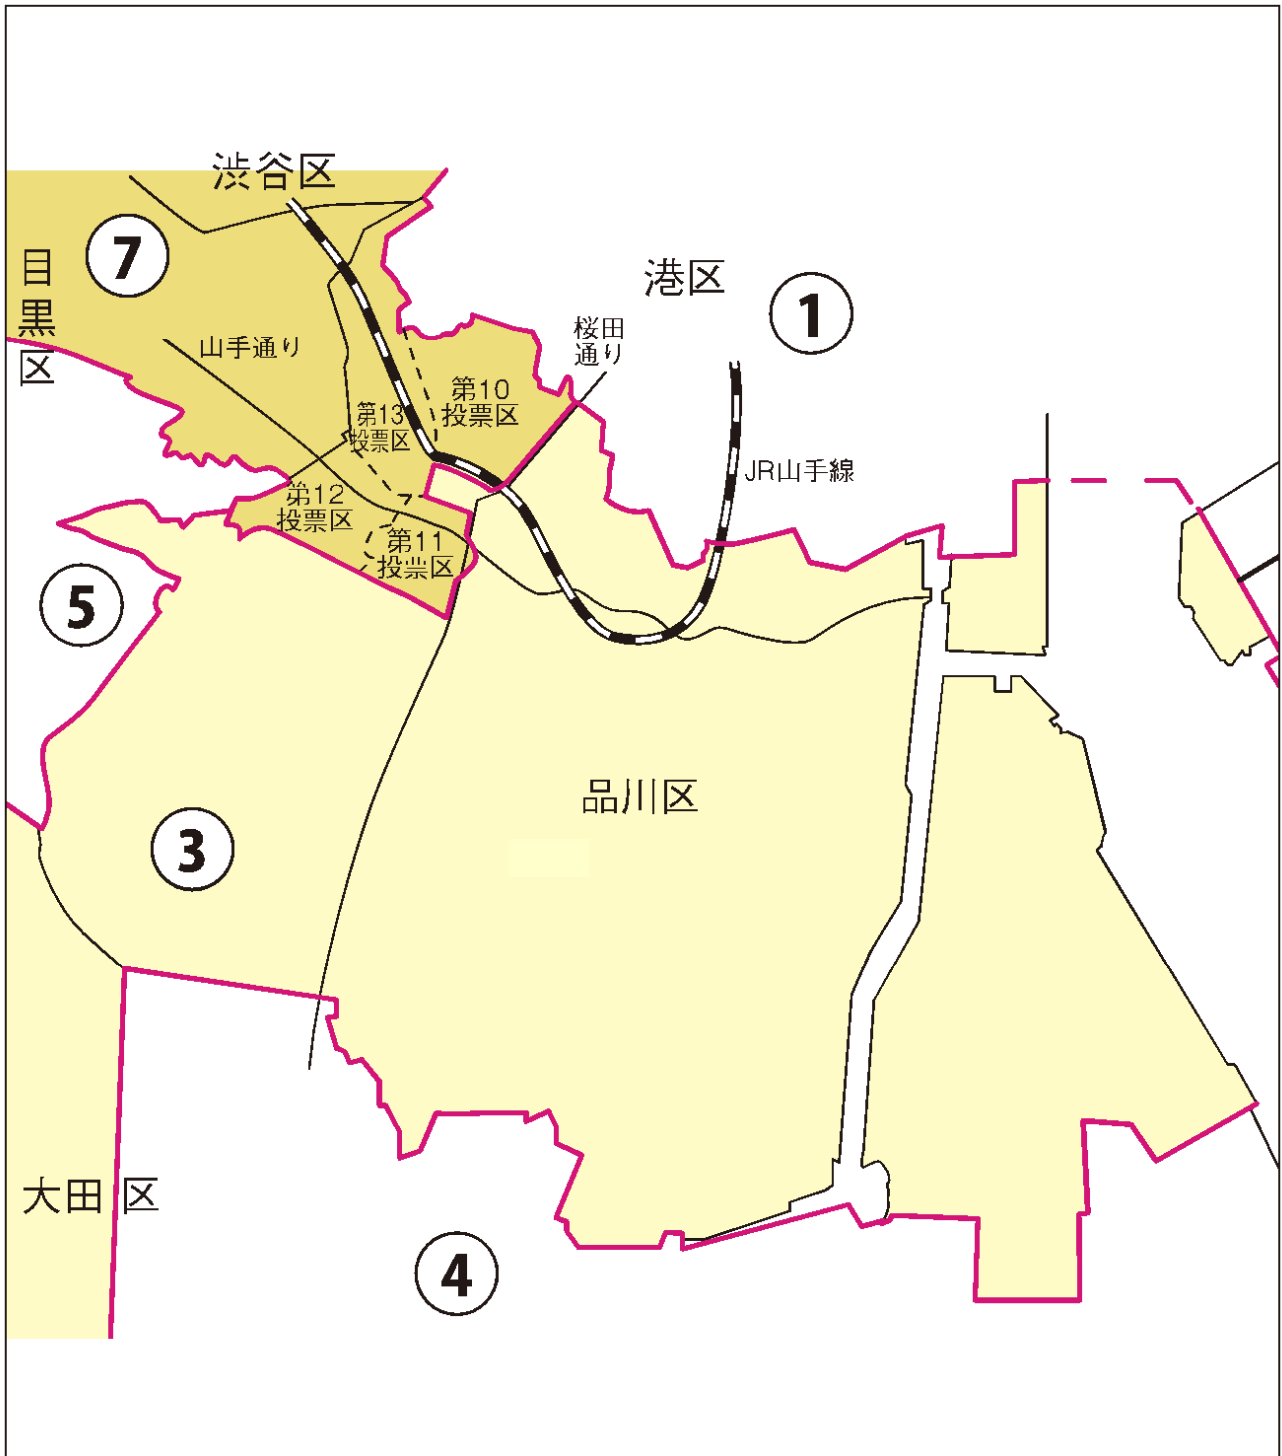 渋谷区
⑦
目黒区
港区
①
桜田
通り
山手通り
第10
投票区
第13
投票区
JR山手線
第12
投票区
第11
投票区
⑤
品川区
③
大田区
④